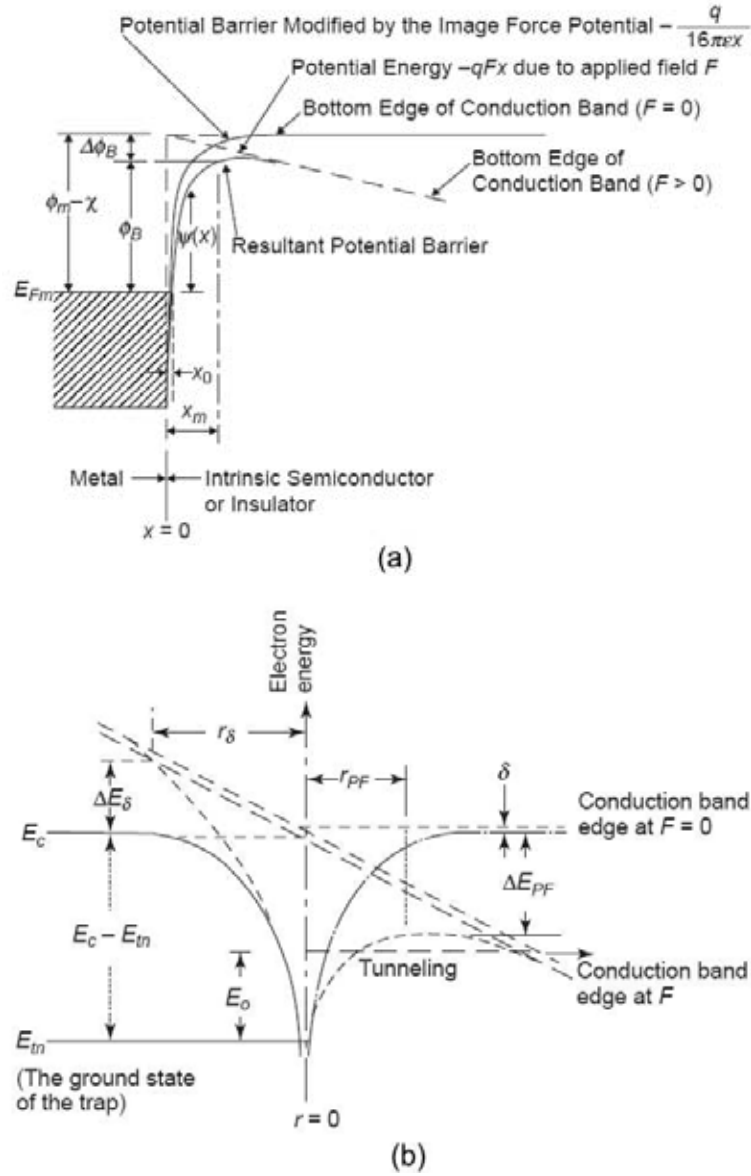 Potential Barrier Modified by the Image Force Potential – q/16πεx
Potential Energy –qFx due to applied field F
Bottom Edge of Conduction Band (F = 0)
ΔϕB
Bottom Edge of
Conduction Band (F > 0)
ϕm–χ
ϕB
ψ(x)
Resultant Potential Barrier
EFm
x0
xm
Metal
Intrinsic Semiconductor
or Insulator
x = 0
(a)
Electron
energy
rδ
rPF
δ
ΔEδ
Conduction band
edge at F = 0
Ec
ΔEPF
Ec – Etn
Tunneling
Eo
Conduction band
edge at F
Etn
(The ground state
of the trap)
r = 0
(b)